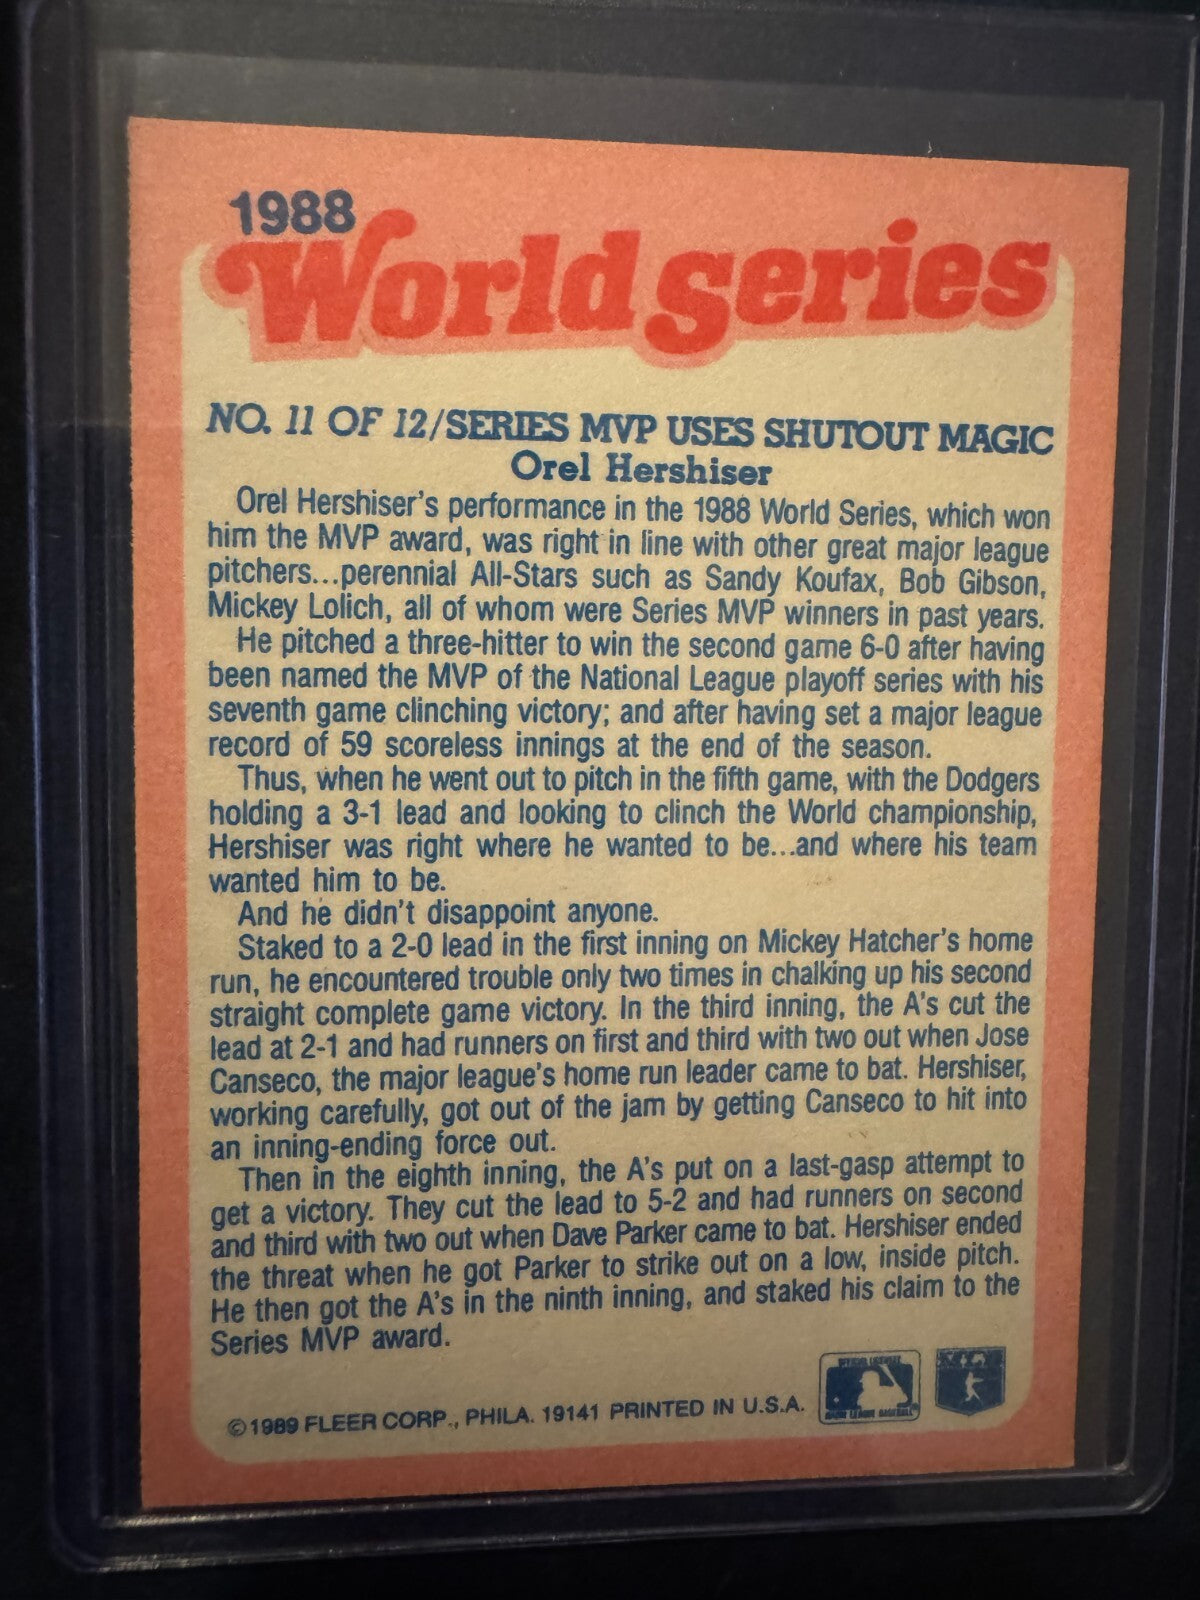 1988
World series
NO. 11 OF 12/SERIES MVP USES SHUTOUT MAGIC
Orel Hershiser
Orel Hershiser's performance in the 1988 World Series, which won
him the MVP award, was right in line with other great major league
pitchers...perennial All-Stars such as Sandy Koufax, Bob Gibson,
Mickey Lolich, all of whom were Series MVP winners in past years.
He pitched a three-hitter to win the second game 6-0 after having
been named the MVP of the National League playoff series with his
seventh game clinching victory; and after having set a major league
record of 59 scoreless innings at the end of the season.
Thus, when he went out to pitch in the fifth game, with the Dodgers
holding a 3-1 lead and looking to clinch the World championship,
Hershiser was right where he wanted to be...and where his team
wanted him to be.
And he didn't disappoint anyone.
Staked to a 2-0 lead in the first inning on Mickey Hatcher's home
run, he encountered trouble only two times in chalking up his second
straight complete game victory. In the third inning, the A's cut the
lead at 2-1 and had runners on first and third with two out when Jose
Canseco, the major league's home run leader came to bat. Hershiser,
working carefully, got out of the jam by getting Canseco to hit into
an inning-ending force out.
Then in the eighth inning, the A's put on a last-gasp attempt to
get a victory. They cut the lead to 5-2 and had runners on second
and third with two out when Dave Parker came to bat. Hershiser ended
the threat when he got Parker to strike out on a low, inside pitch.
He then got the A's in the ninth inning, and staked his claim to the
Series MVP award.
©1989 FLEER CORP., PHILA. 19141 PRINTED IN U.S.A.
OFFICIAL LICENSEE
MAJOR LEAGUE BASEBALL